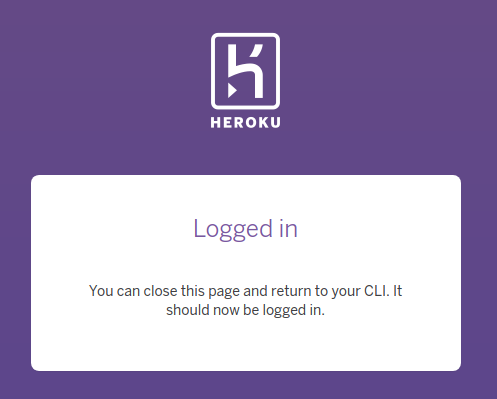 HEROKU
Logged in
You can close this page and return to your CLI. It
should now be logged in.